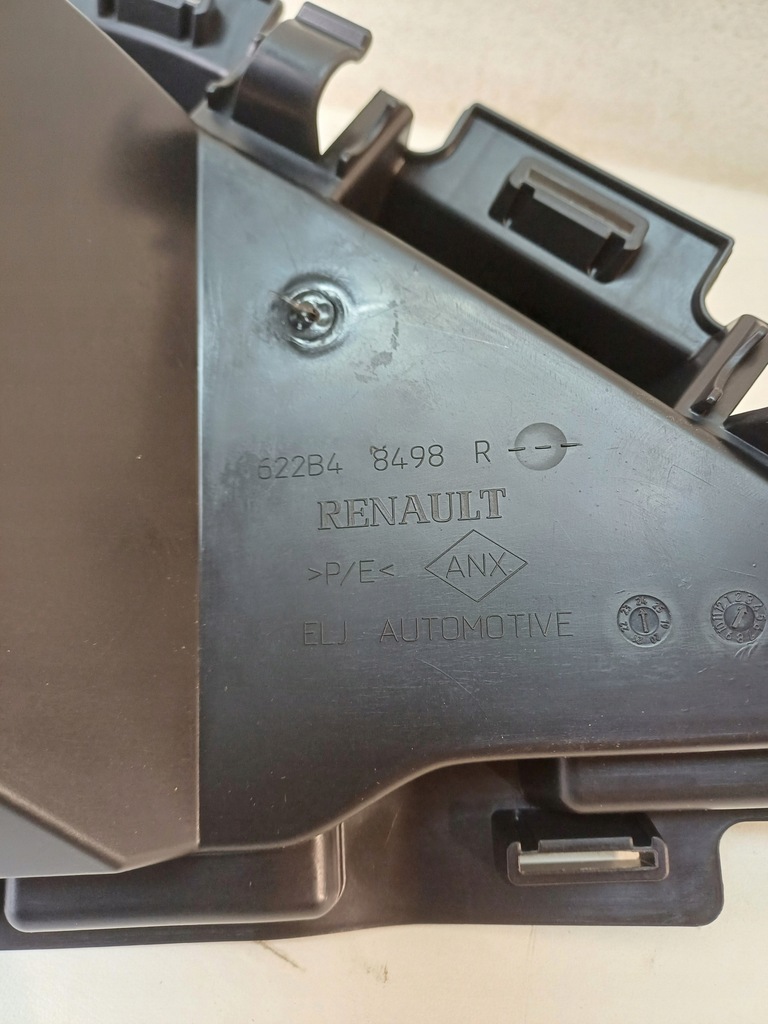 622B4 8498 R---
RENAULT
>P/E< ANX
ELJ AUTOMOTIVE